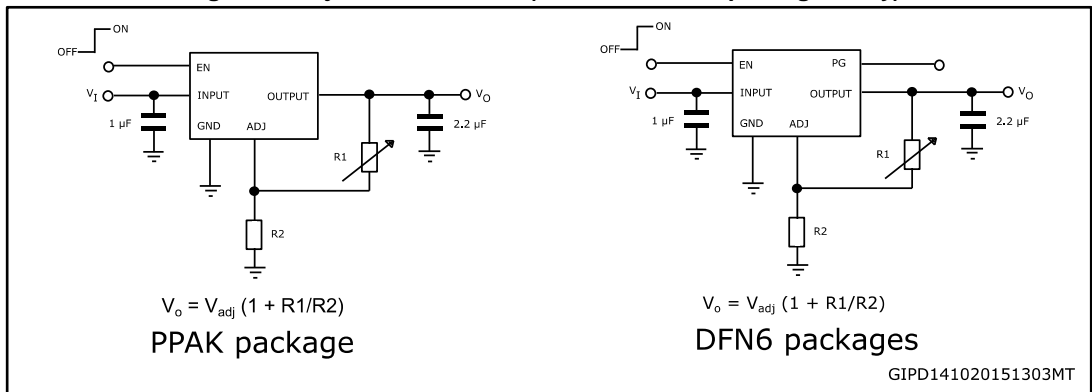 ON
OFF
EN
V_I
INPUT
OUTPUT
V_O
1 µF
GND
ADJ
2.2 µF
R1
R2
V_o = V_adj (1 + R1/R2)
PPAK package
ON
OFF
EN
PG
V_I
INPUT
OUTPUT
V_O
1 µF
GND
ADJ
2.2 µF
R1
R2
V_o = V_adj (1 + R1/R2)
DFN6 packages
GIPD141020151303MT